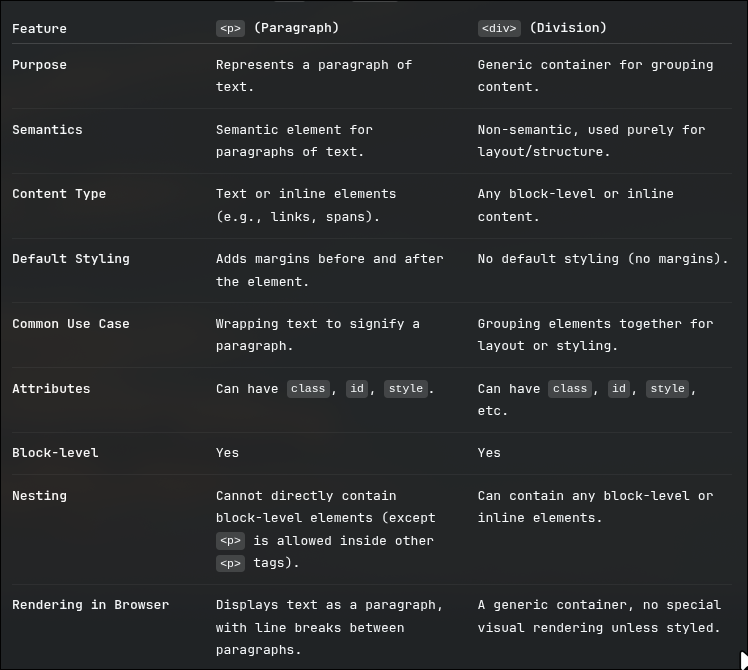 Feature <p> (Paragraph) <div> (Division)
Purpose Represents a paragraph of Generic container for grouping
text. content.
Semantics Semantic element for Non-semantic, used purely for
paragraphs of text. layout/structure.
Content Type Text or inline elements Any block-level or inline
(e.g., links, spans). content.
Default Styling Adds margins before and after No default styling (no margins).
the element.
Common Use Case Wrapping text to signify a Grouping elements together for
paragraph. layout or styling.
Attributes Can have class, id, style. Can have class, id, style,
etc.
Block-level Yes Yes
Nesting Cannot directly contain Can contain any block-level or
block-level elements (except inline elements.
<p> is allowed inside other
<p> tags).
Rendering in Browser Displays text as a paragraph, A generic container, no special
with line breaks between visual rendering unless styled.
paragraphs.